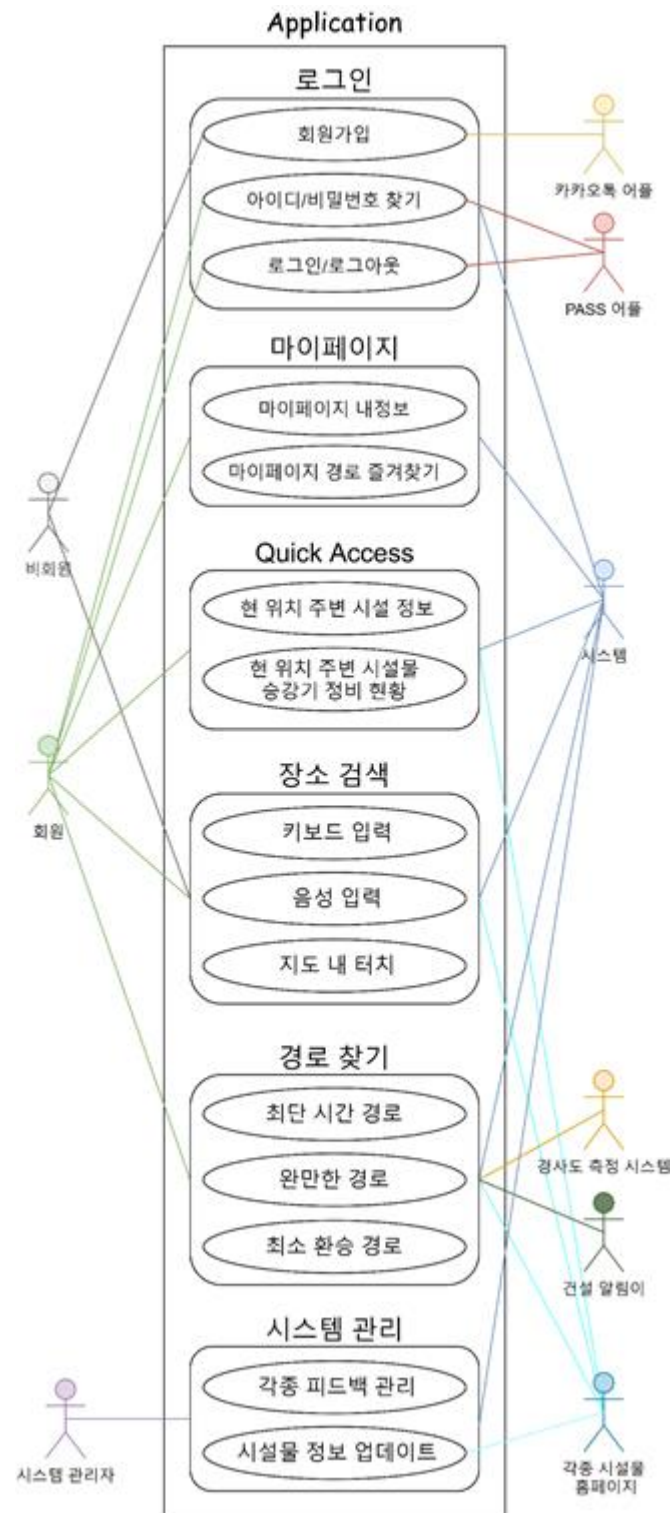 Application
로그인
회원가입
카카오톡 어플
아이디/비밀번호 찾기
로그인/로그아웃
PASS 어플
마이페이지
마이페이지 내정보
마이페이지 경로 즐겨찾기
비회원
Quick Access
현 위치 주변 시설 정보
현 위치 주변 시설물
승강기 정비 현황
시스템
장소 검색
회원
키보드 입력
음성 입력
지도 내 터치
경로 찾기
최단 시간 경로
완만한 경로
경사도 측정 시스템
최소 환승 경로
건설 알림이
시스템 관리
각종 피드백 관리
시설물 정보 업데이트
시스템 관리자
각종 시설물
홈페이지